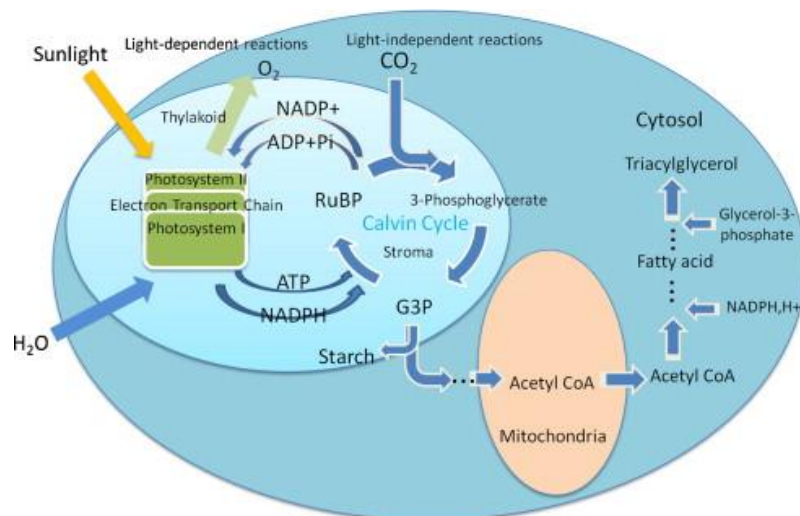 Light-dependent reactions
Light-independent reactions
Sunlight
O2
CO2
NADP+
Thylakoid
ADP+Pi
Cytosol
Triacylglycerol
Photosystem II
Electron Transport Chain
Photosystem I
RuBP
3-Phosphoglycerate
Calvin Cycle
Stroma
Glycerol-3-
phosphate
Fatty acid
ATP
NADPH
G3P
NADPH,H+
H2O
Starch
Acetyl CoA
Acetyl CoA
Mitochondria